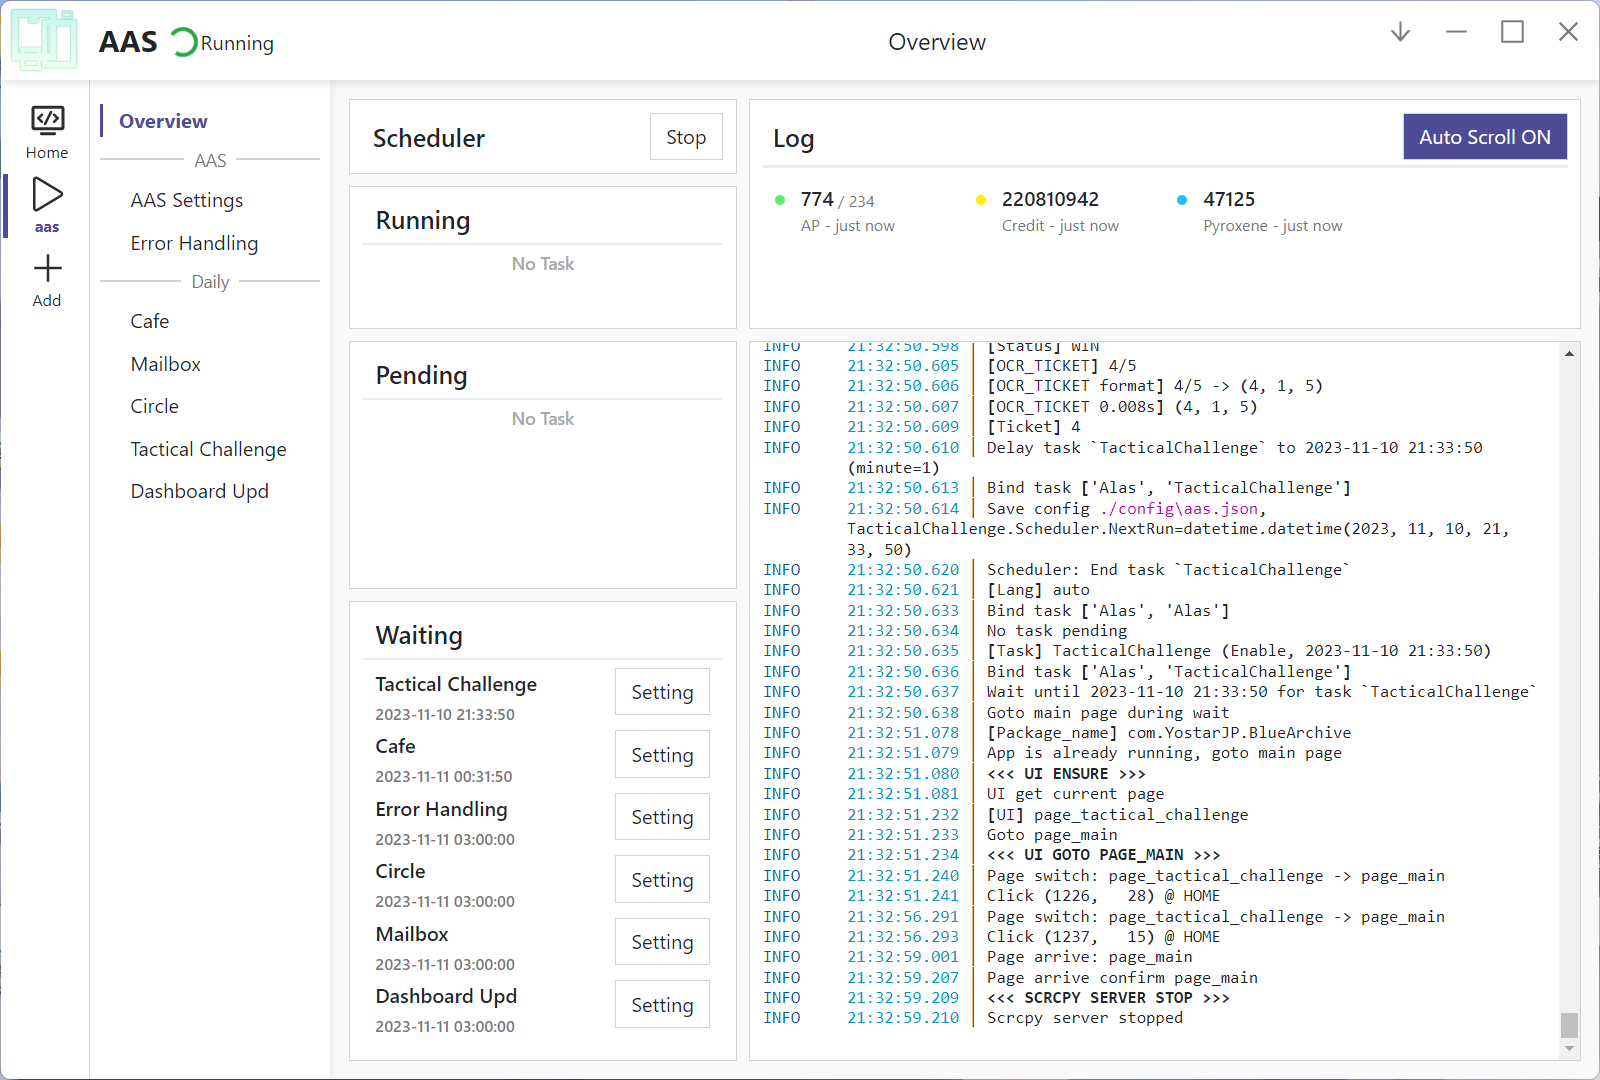 AAS
Running
Overview
Home
aas
Add
Overview
AAS
AAS Settings
Error Handling
Daily
Cafe
Mailbox
Circle
Tactical Challenge
Dashboard Upd
Scheduler
Stop
Running
No Task
Pending
No Task
Waiting
Tactical Challenge
2023-11-10 21:33:50
Setting
Cafe
2023-11-11 00:31:50
Setting
Error Handling
2023-11-11 03:00:00
Setting
Circle
2023-11-11 03:00:00
Setting
Mailbox
2023-11-11 03:00:00
Setting
Dashboard Upd
2023-11-11 03:00:00
Setting
Log
Auto Scroll ON
774 / 234
AP - just now
220810942
Credit - just now
47125
Pyroxene - just now
INFO 21:32:50.598 | [Status] WIN
INFO 21:32:50.605 | [OCR_TICKET] 4/5
INFO 21:32:50.606 | [OCR_TICKET format] 4/5 -> (4, 1, 5)
INFO 21:32:50.607 | [OCR_TICKET 0.008s] (4, 1, 5)
INFO 21:32:50.609 | [Ticket] 4
INFO 21:32:50.610 | Delay task `TacticalChallenge` to 2023-11-10 21:33:50
(minute=1)
INFO 21:32:50.613 | Bind task ['Alas', 'TacticalChallenge']
INFO 21:32:50.614 | Save config ./config\aas.json,
TacticalChallenge.Scheduler.NextRun=datetime.datetime(2023, 11, 10, 21,
33, 50)
INFO 21:32:50.620 | Scheduler: End task `TacticalChallenge`
INFO 21:32:50.621 | [Lang] auto
INFO 21:32:50.633 | Bind task ['Alas', 'Alas']
INFO 21:32:50.634 | No task pending
INFO 21:32:50.635 | [Task] TacticalChallenge (Enable, 2023-11-10 21:33:50)
INFO 21:32:50.636 | Bind task ['Alas', 'TacticalChallenge']
INFO 21:32:50.637 | Wait until 2023-11-10 21:33:50 for task `TacticalChallenge`
INFO 21:32:50.638 | Goto main page during wait
INFO 21:32:51.078 | [Package_name] com.YostarJP.BlueArchive
INFO 21:32:51.079 | App is already running, goto main page
INFO 21:32:51.080 | <<< UI ENSURE >>>
INFO 21:32:51.081 | UI get current page
INFO 21:32:51.232 | [UI] page_tactical_challenge
INFO 21:32:51.233 | Goto page_main
INFO 21:32:51.234 | <<< UI GOTO PAGE_MAIN >>>
INFO 21:32:51.240 | Page switch: page_tactical_challenge -> page_main
INFO 21:32:51.241 | Click (1226,   28) @ HOME
INFO 21:32:56.291 | Page switch: page_tactical_challenge -> page_main
INFO 21:32:56.293 | Click (1237,   15) @ HOME
INFO 21:32:59.001 | Page arrive: page_main
INFO 21:32:59.207 | Page arrive confirm page_main
INFO 21:32:59.209 | <<< SCRCPY SERVER STOP >>>
INFO 21:32:59.210 | Scrcpy server stopped